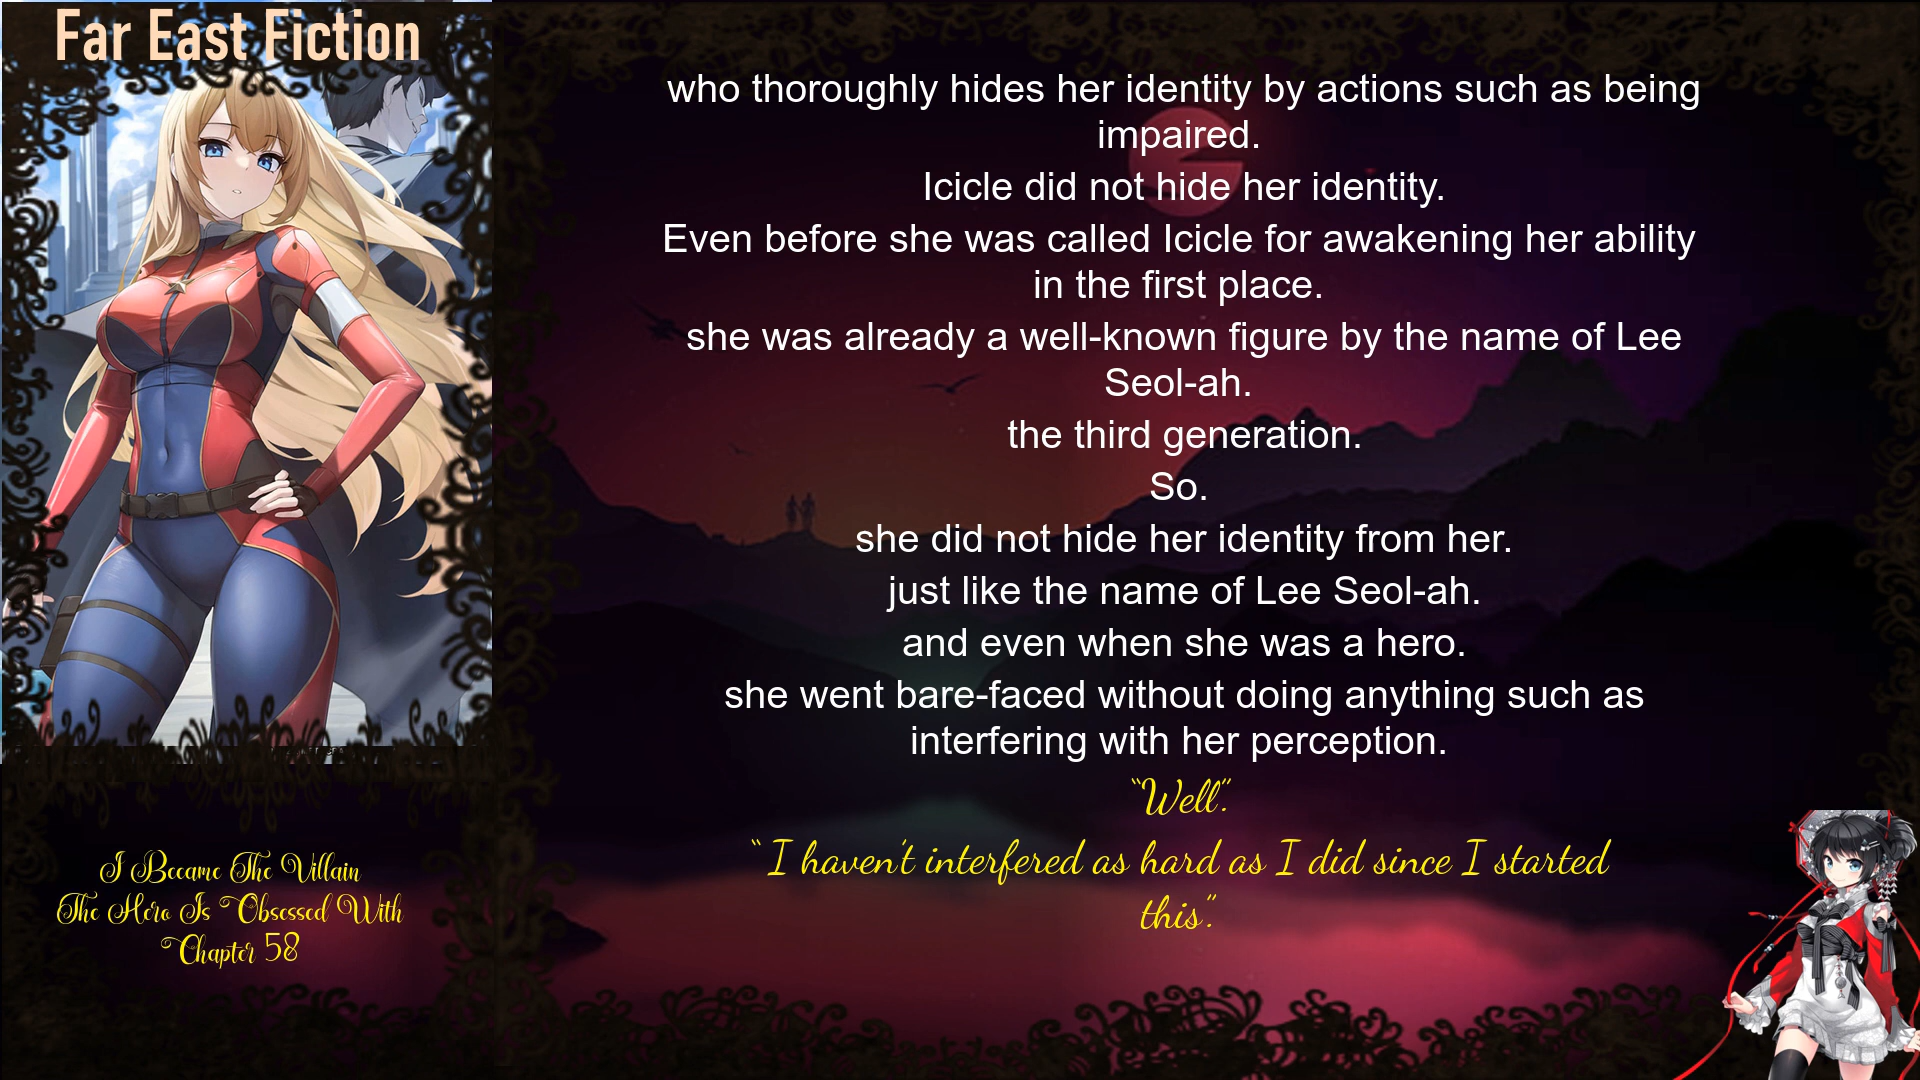 Far East Fiction
who thoroughly hides her identity by actions such as being
impaired.
Icicle did not hide her identity.
Even before she was called Icicle for awakening her ability
in the first place.
she was already a well-known figure by the name of Lee
Seol-ah.
the third generation.
So.
she did not hide her identity from her.
just like the name of Lee Seol-ah.
and even when she was a hero.
she went bare-faced without doing anything such as
interfering with her perception.
“Well”.
“ I haven't interfered as hard as I did since I started
this”.
I Became The Villain
The Hero Is Obsessed With
Chapter 58